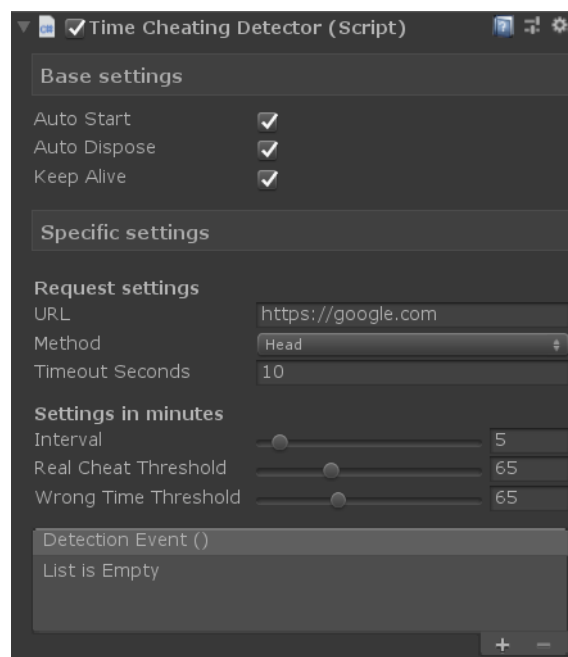 Time Cheating Detector (Script)
Base settings
Auto Start
Auto Dispose
Keep Alive
Specific settings
Request settings
URL https://google.com
Method Head
Timeout Seconds 10
Settings in minutes
Interval 5
Real Cheat Threshold 65
Wrong Time Threshold 65
Detection Event ()
List is Empty